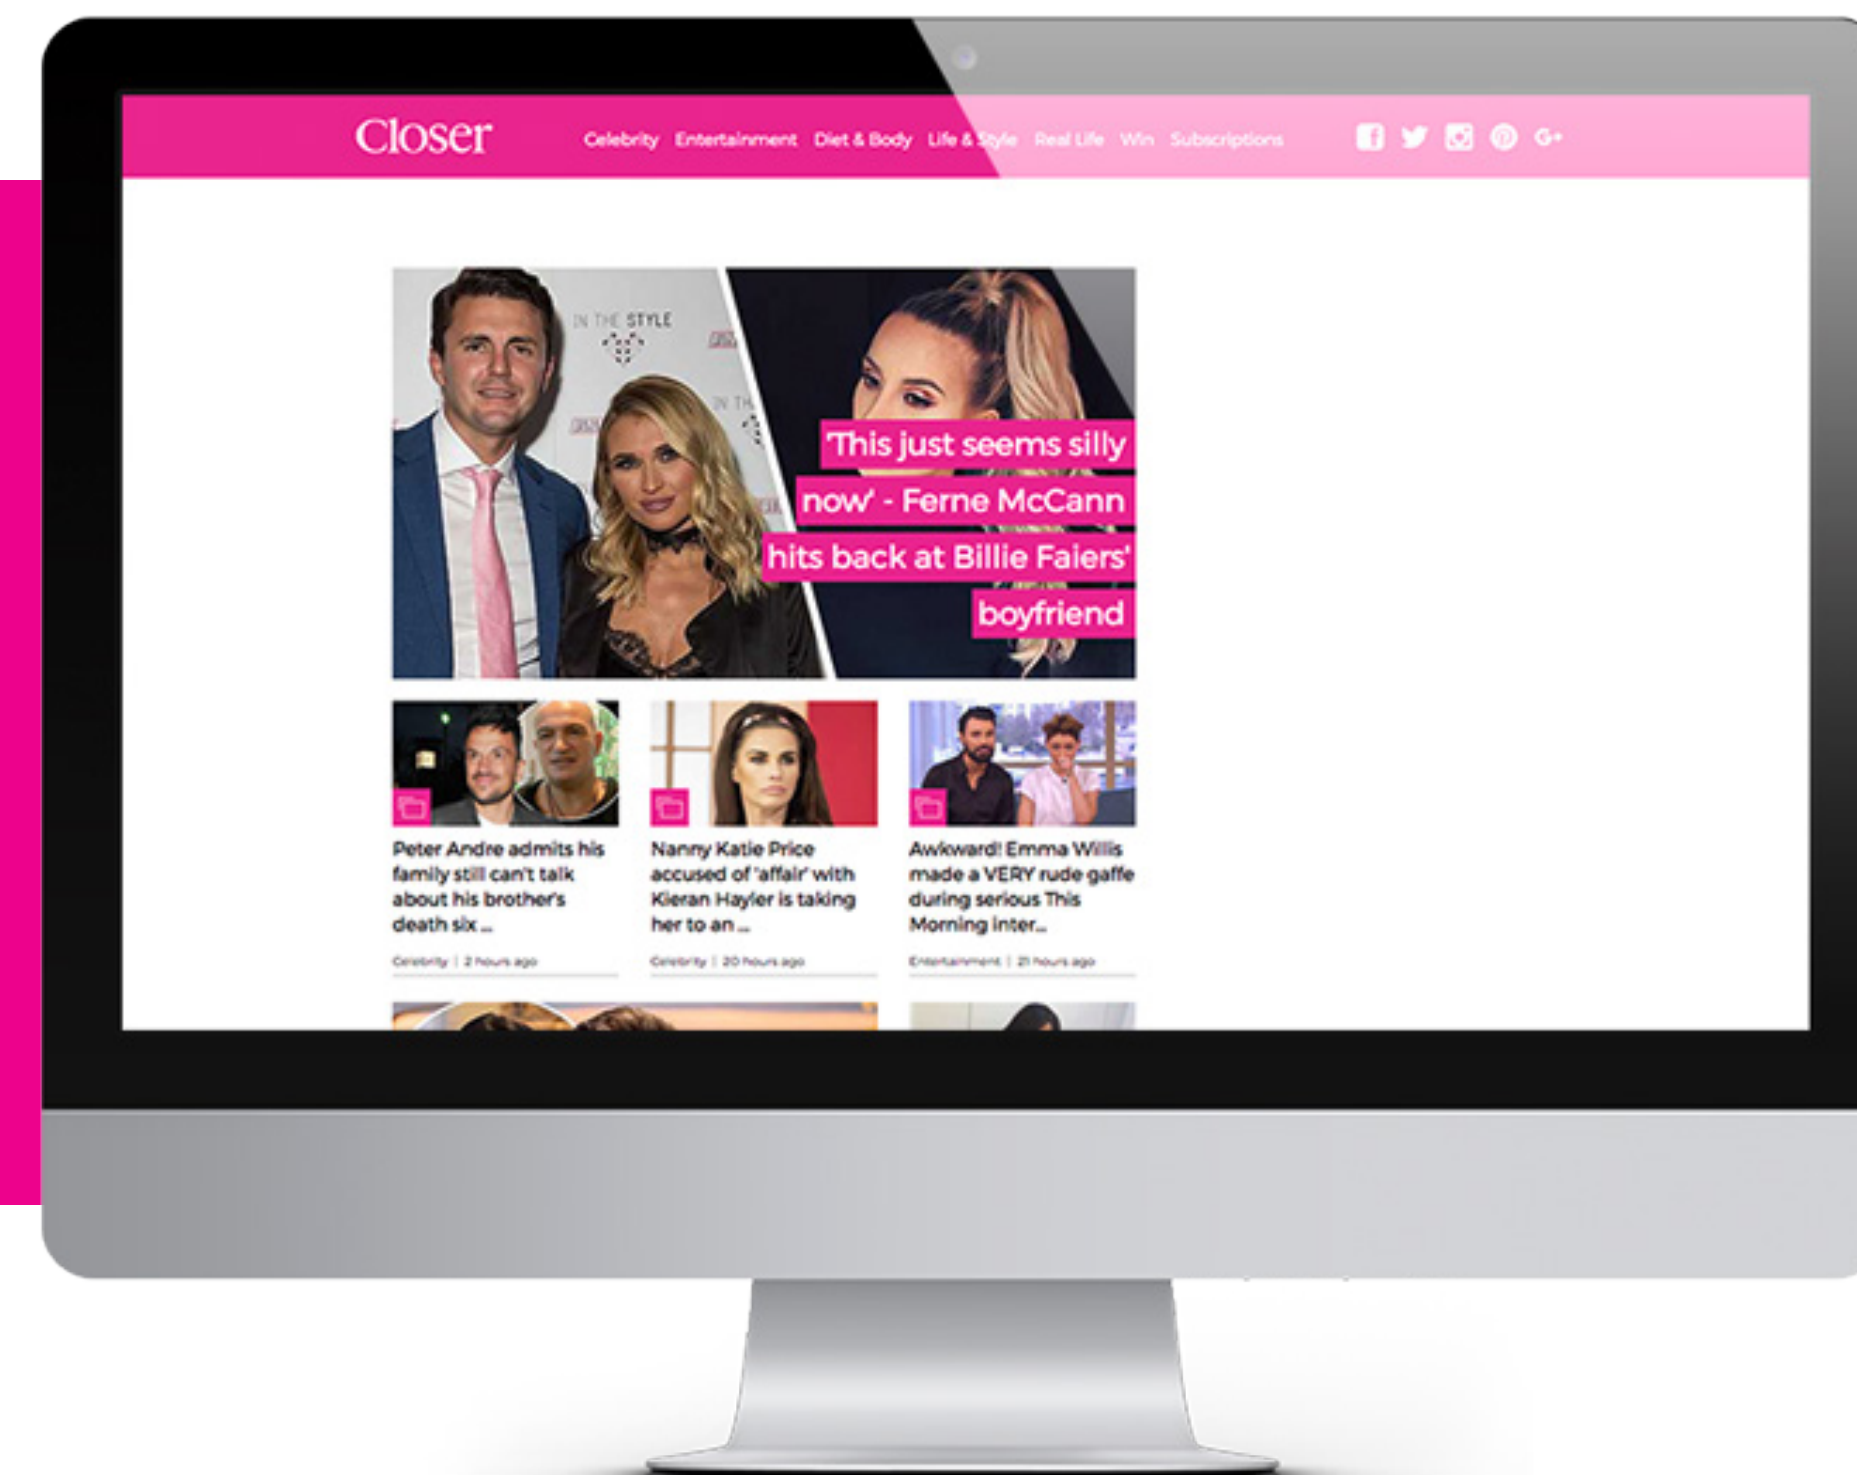 Closer
Celebrity Entertainment Diet & Body Life & Style Real Life Win Subscriptions
IN THE STYLE
IN TH
'This just seems silly
now' - Ferne McCann
hits back at Billie Faiers'
boyfriend
Peter Andre admits his
family still can't talk
about his brother's
death six ...
Celebrity | 2 hours ago
Nanny Katie Price
accused of 'affair' with
Kieran Hayler is taking
her to an ...
Celebrity | 20 hours ago
Awkward! Emma Willis
made a VERY rude gaffe
during serious This
Morning inter...
Entertainment | 21 hours ago